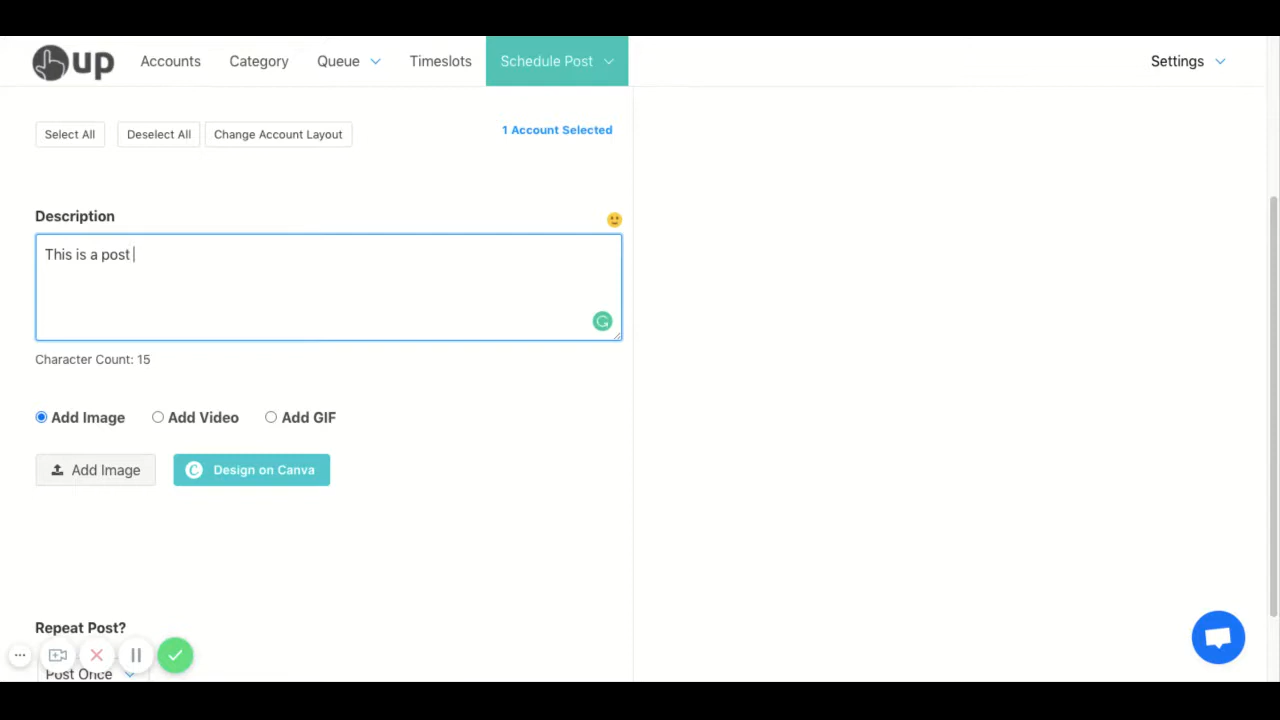 up Accounts Category Queue Timeslots Schedule Post Settings
Select All Deselect All Change Account Layout 1 Account Selected
Description
This is a post
Character Count: 15
Add Image Add Video Add GIF
Add Image Design on Canva
Repeat Post?
Post Once